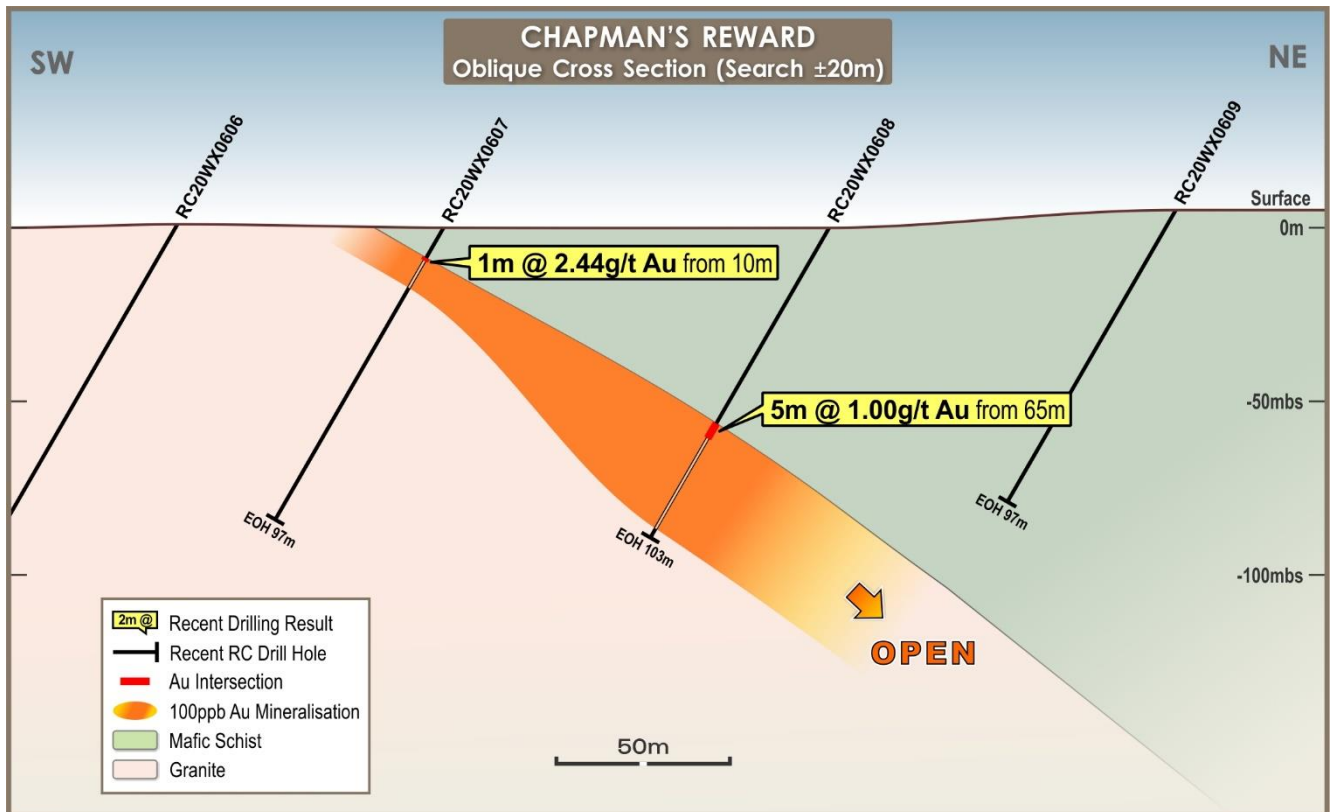 CHAPMAN'S REWARD
Oblique Cross Section (Search ±20m)
SW
NE
RC20WX0606
RC20WX0607
RC20WX0608
RC20WX0609
Surface
0m
1m @ 2.44g/t Au from 10m
5m @ 1.00g/t Au from 65m
-50mbs
EOH 97m
EOH 103m
EOH 97m
-100mbs
OPEN
50m
2m @ Recent Drilling Result
Recent RC Drill Hole
Au Intersection
100ppb Au Mineralisation
Mafic Schist
Granite